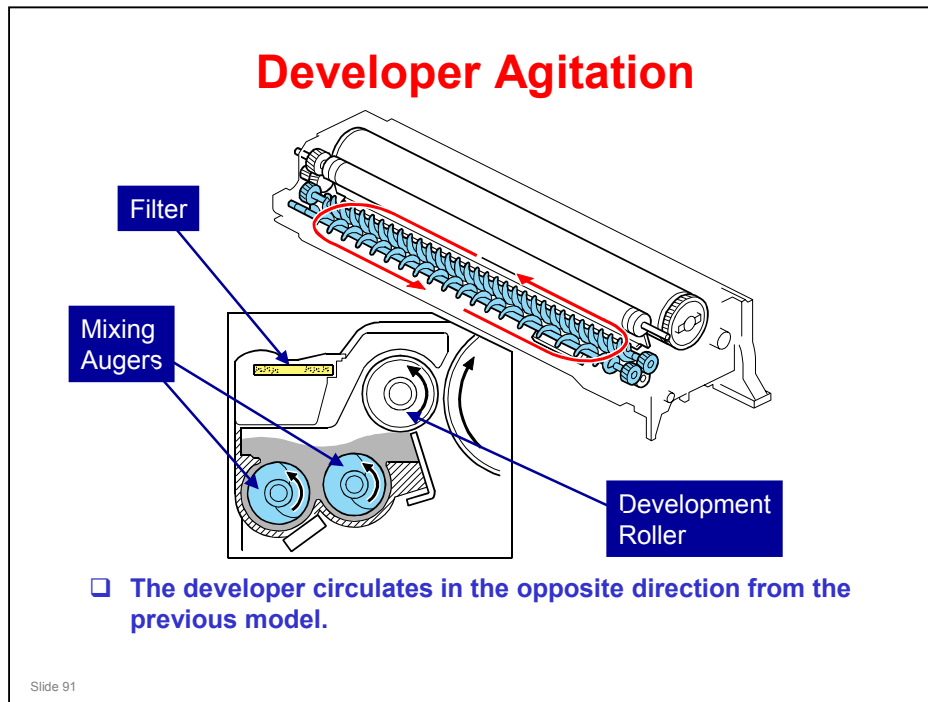 Developer Agitation
Filter
Mixing
Augers
Development
Roller
❑ The developer circulates in the opposite direction from the
previous model.
Slide 91